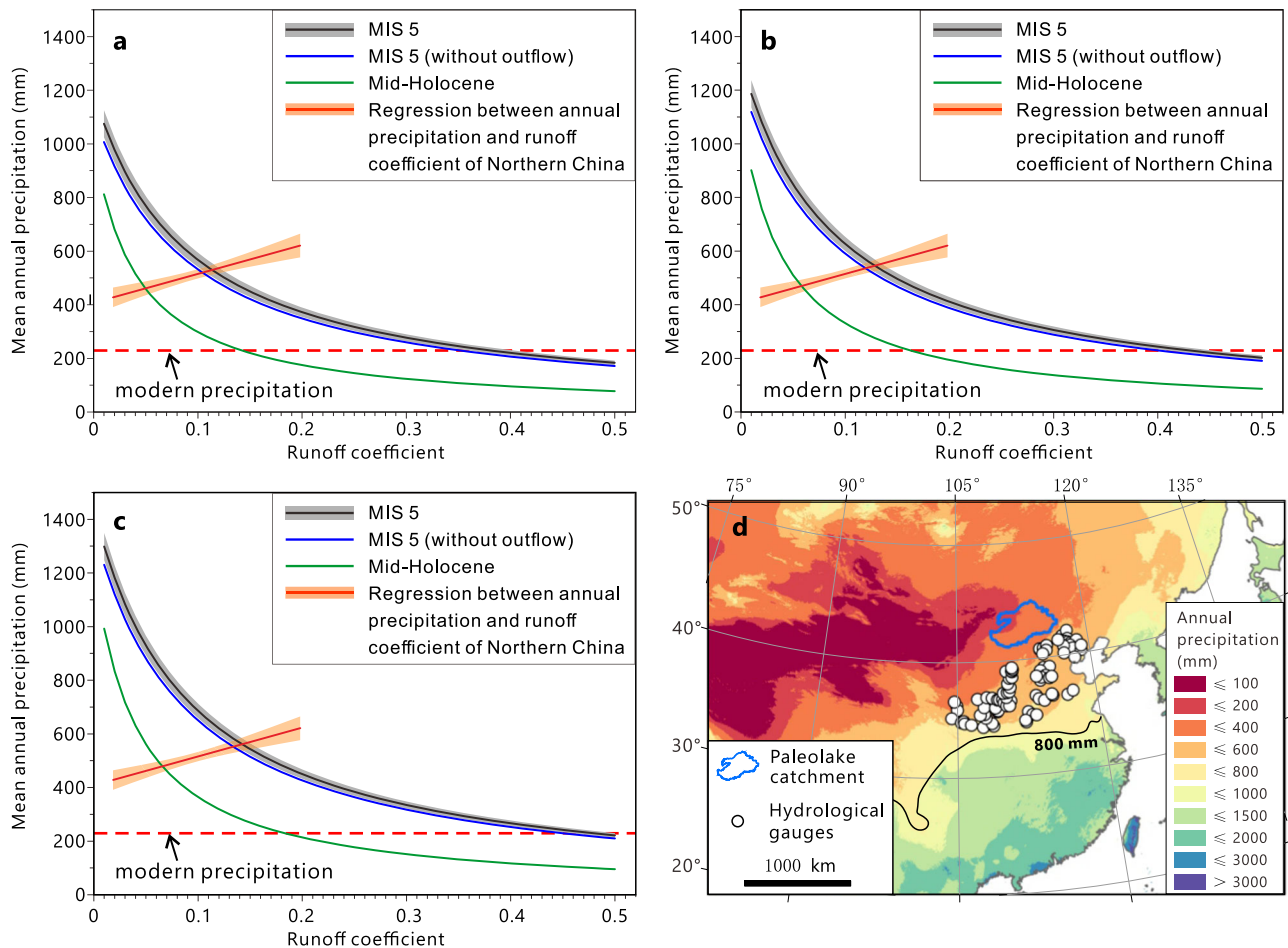 a
MIS 5
MIS 5 (without outflow)
Mid-Holocene
Regression between annual
precipitation and runoff
coefficient of Northern China
Mean annual precipitation (mm)
1400
1200
1000
800
600
400
200
0
modern precipitation
0 0.1 0.2 0.3 0.4 0.5
Runoff coefficient
b
MIS 5
MIS 5 (without outflow)
Mid-Holocene
Regression between annual
precipitation and runoff
coefficient of Northern China
Mean annual precipitation (mm)
1400
1200
1000
800
600
400
200
0
modern precipitation
0 0.1 0.2 0.3 0.4 0.5
Runoff coefficient
c
MIS 5
MIS 5 (without outflow)
Mid-Holocene
Regression between annual
precipitation and runoff
coefficient of Northern China
Mean annual precipitation (mm)
1400
1200
1000
800
600
400
200
0
modern precipitation
0 0.1 0.2 0.3 0.4 0.5
Runoff coefficient
75° 90° 105° 120° 135°
50°
40°
30°
20°
d
800 mm
Paleolake
catchment
Hydrological
gauges
1000 km
Annual
precipitation
(mm)
⩽ 100
⩽ 200
⩽ 400
⩽ 600
⩽ 800
⩽ 1000
⩽ 1500
⩽ 2000
⩽ 3000
> 3000